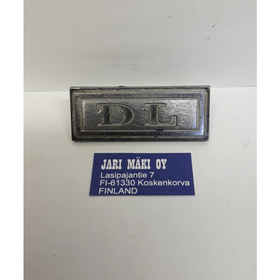 DL
JARI MÄKI OY
Lasipajantie 7
FI-61330 Koskenkorva
FINLAND